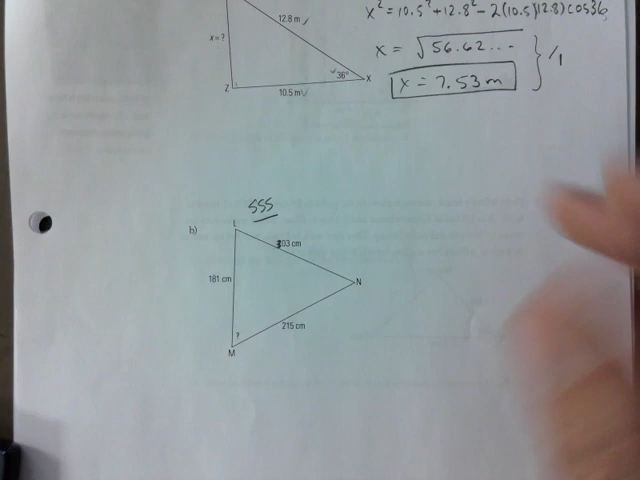 12.8 m
x = ?
36°
Z
X
10.5 m
x² = 10.5² + 12.8² - 2(10.5)(12.8) cos36
x = √56.62...
x = 7.53 m
/1
SSS
b)
L
303 cm
181 cm
N
215 cm
?
M